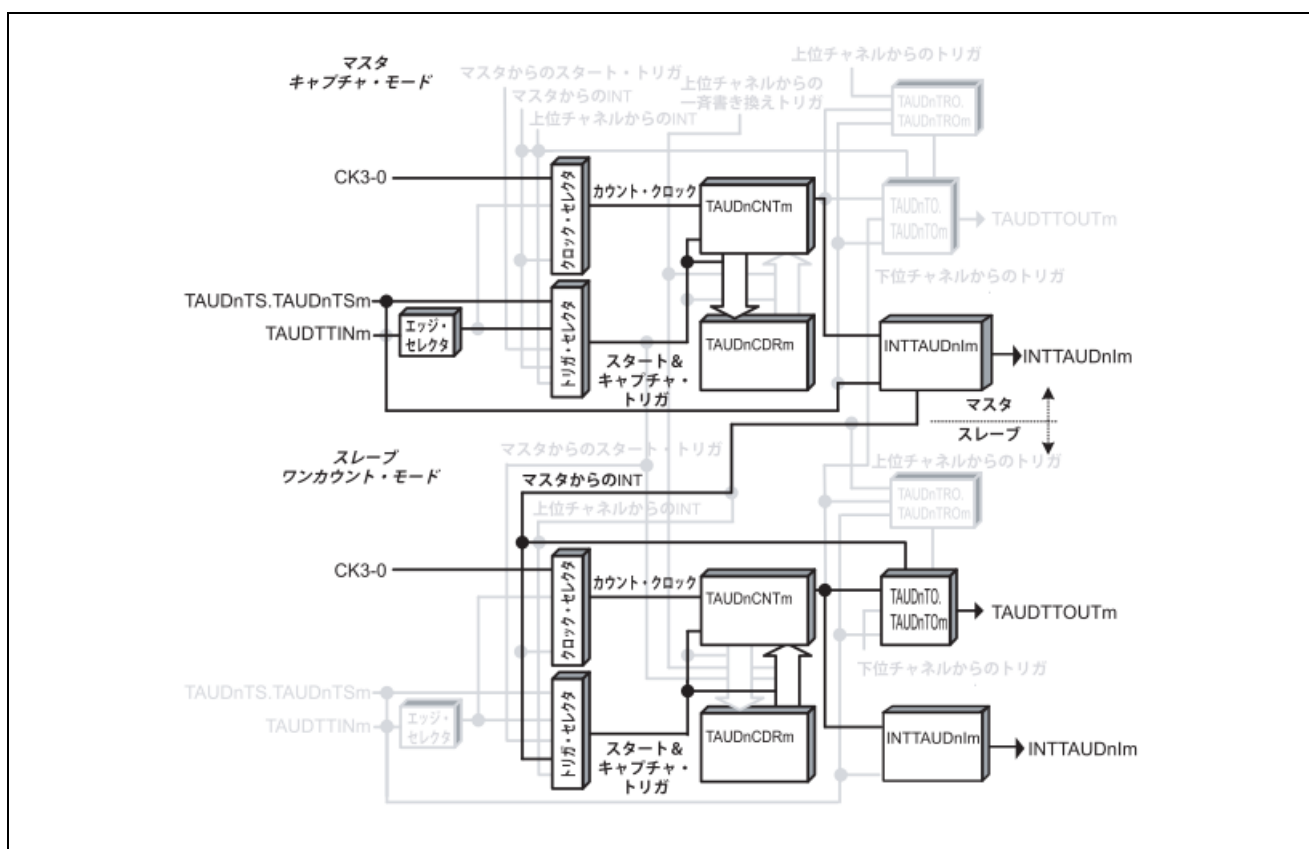 マスタ
キャプチャ・モード
マスタからのスタート・トリガ
マスタからのINT
上位チャネルからのINT
上位チャネルからの
一斉書き換えトリガ
上位チャネルからのトリガ
TAUDnTRO.
TAUDnTROm
CK3-0
クロック・セレクタ
カウント・クロック
TAUDnCNTm
TAUDnTO.
TAUDnTOm
TAUDTTOUTm
下位チャネルからのトリガ
TAUDnTS.TAUDnTSm
TAUDTTINm
エッジ・
セレクタ
トリガ・セレクタ
スタート&
キャプチャ・
トリガ
TAUDnCDRm
INTTAUDnIm
INTTAUDnIm
マスタ
スレーブ
スレーブ
ワンカウント・モード
マスタからのスタート・トリガ
マスタからのINT
上位チャネルからのINT
上位チャネルからのトリガ
TAUDnTRO.
TAUDnTROm
CK3-0
クロック・セレクタ
カウント・クロック
TAUDnCNTm
TAUDnTO.
TAUDnTOm
TAUDTTOUTm
下位チャネルからのトリガ
TAUDnTS.TAUDnTSm
TAUDTTINm
エッジ・
セレクタ
トリガ・セレクタ
スタート&
キャプチャ・
トリガ
TAUDnCDRm
INTTAUDnIm
INTTAUDnIm